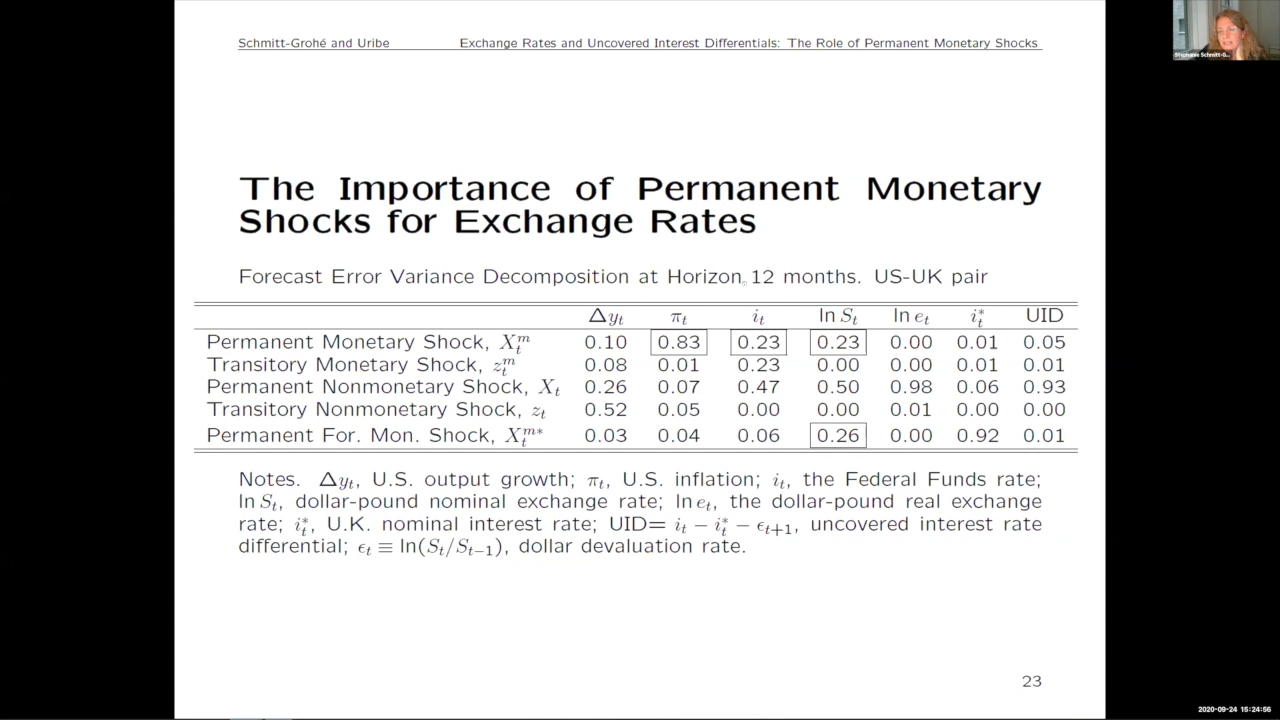 Schmitt-Grohé and Uribe Exchange Rates and Uncovered Interest Differentials: The Role of Permanent Monetary Shocks
The Importance of Permanent Monetary
Shocks for Exchange Rates
Forecast Error Variance Decomposition at Horizon 12 months. US-UK pair
Δy_t π_t i_t ln S_t ln e_t i_t^* UID
Permanent Monetary Shock, X_t^m 0.10 0.83 0.23 0.23 0.00 0.01 0.05
Transitory Monetary Shock, z_t^m 0.08 0.01 0.23 0.00 0.00 0.01 0.01
Permanent Nonmonetary Shock, X_t 0.26 0.07 0.47 0.50 0.98 0.06 0.93
Transitory Nonmonetary Shock, z_t 0.52 0.05 0.00 0.00 0.01 0.00 0.00
Permanent For. Mon. Shock, X_t^{m*} 0.03 0.04 0.06 0.26 0.00 0.92 0.01
Notes. Δy_t, U.S. output growth; π_t, U.S. inflation; i_t, the Federal Funds rate;
ln S_t, dollar-pound nominal exchange rate; ln e_t, the dollar-pound real exchange
rate; i_t^*, U.K. nominal interest rate; UID= i_t − i_t^* − ϵ_{t+1}, uncovered interest rate
differential; ϵ_t ≡ ln(S_t/S_{t−1}), dollar devaluation rate.
23
Stephanie Schmitt-G...
2020-09-24 15:24:56